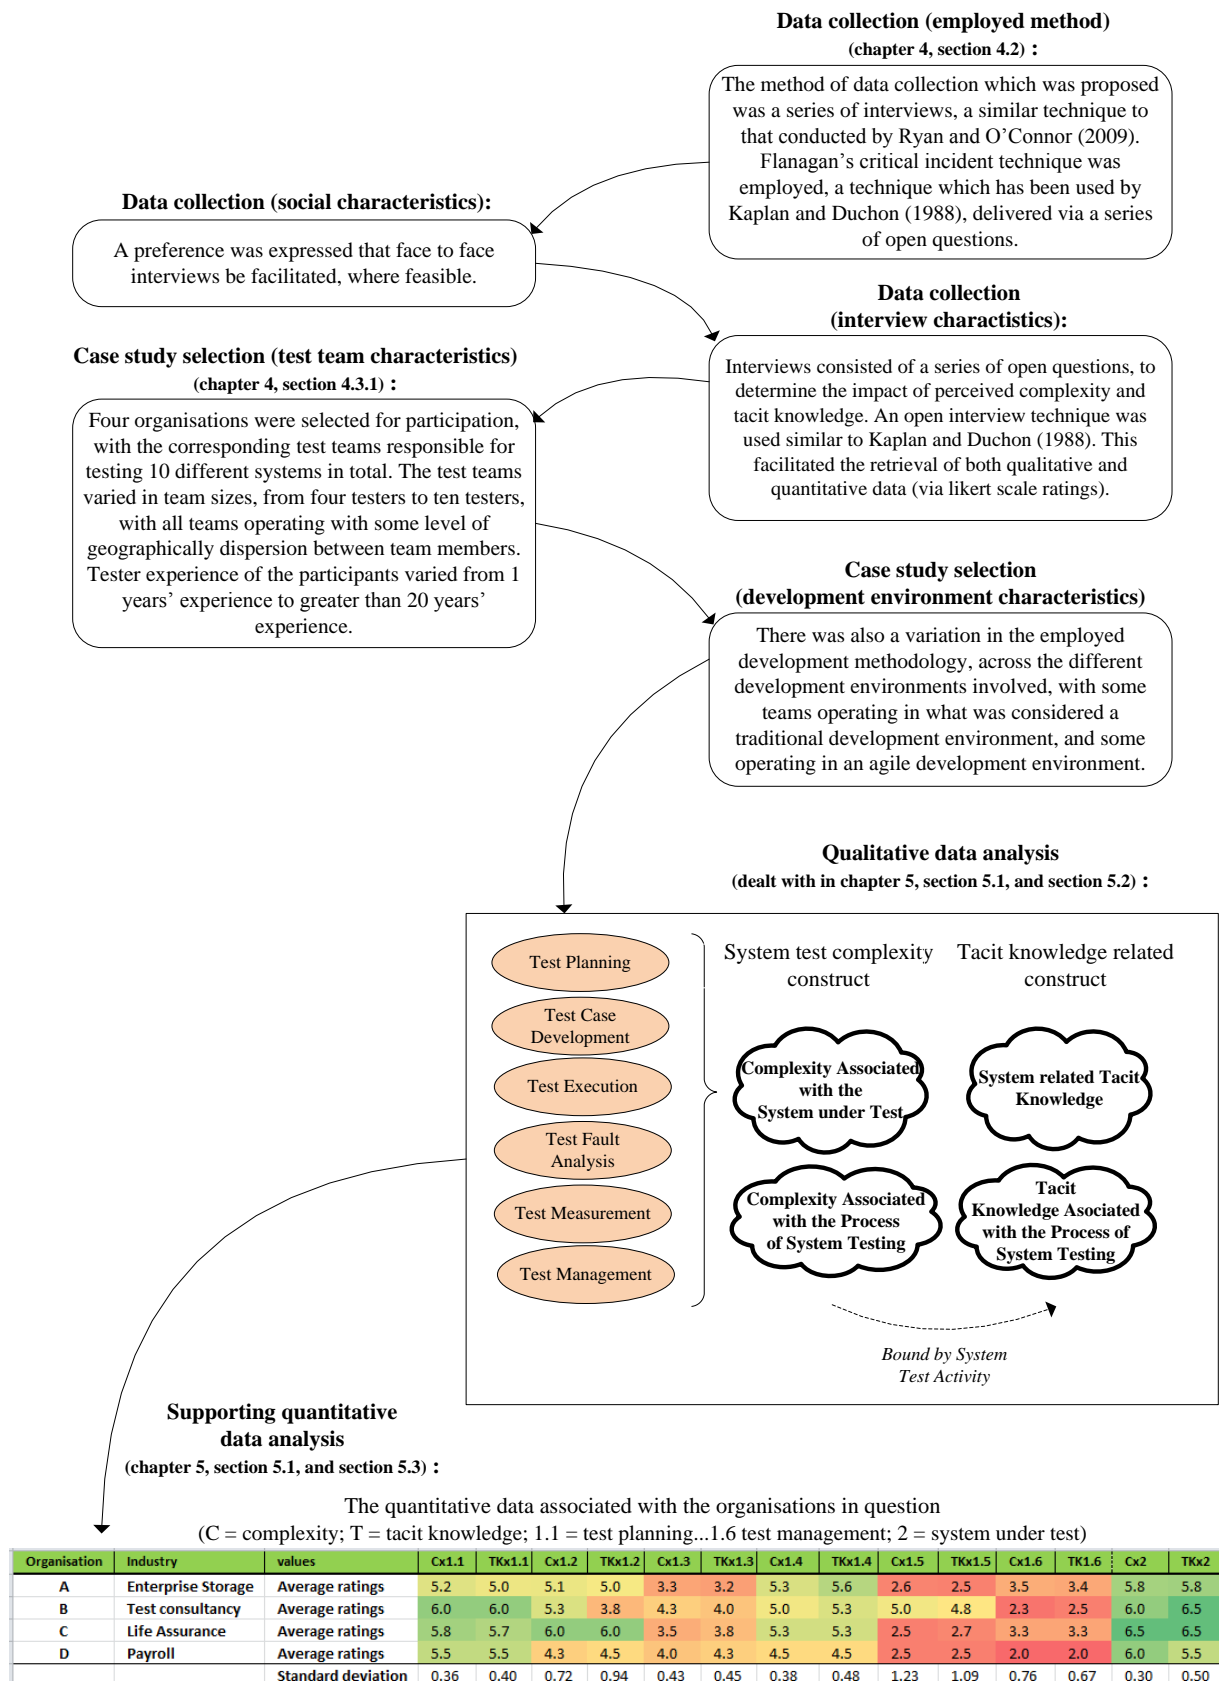 Data collection (employed method)
(chapter 4, section 4.2) :
The method of data collection which was proposed
was a series of interviews, a similar technique to
that conducted by Ryan and O’Connor (2009).
Flanagan’s critical incident technique was
employed, a technique which has been used by
Kaplan and Duchon (1988), delivered via a series
of open questions.
Data collection (social characteristics):
A preference was expressed that face to face
interviews be facilitated, where feasible.
Data collection
(interview charactistics):
Interviews consisted of a series of open questions, to
determine the impact of perceived complexity and
tacit knowledge. An open interview technique was
used similar to Kaplan and Duchon (1988). This
facilitated the retrieval of both qualitative and
quantitative data (via likert scale ratings).
Case study selection (test team characteristics)
(chapter 4, section 4.3.1) :
Four organisations were selected for participation,
with the corresponding test teams responsible for
testing 10 different systems in total. The test teams
varied in team sizes, from four testers to ten testers,
with all teams operating with some level of
geographically dispersion between team members.
Tester experience of the participants varied from 1
years’ experience to greater than 20 years’
experience.
Case study selection
(development environment characteristics)
There was also a variation in the employed
development methodology, across the different
development environments involved, with some
teams operating in what was considered a
traditional development environment, and some
operating in an agile development environment.
Qualitative data analysis
(dealt with in chapter 5, section 5.1, and section 5.2) :
Test Planning
Test Case
Development
Test Execution
Test Fault
Analysis
Test Measurement
Test Management
System test complexity
construct
Tacit knowledge related
construct
Complexity Associated
with the
System under Test
System related Tacit
Knowledge
Complexity Associated
with the Process
of System Testing
Tacit
Knowledge Asociated
with the Process of
System Testing
Bound by System
Test Activity
Supporting quantitative
data analysis
(chapter 5, section 5.1, and section 5.3) :
The quantitative data associated with the organisations in question
(C = complexity; T = tacit knowledge; 1.1 = test planning...1.6 test management; 2 = system under test)
Organisation Industry values Cx1.1 TKx1.1 Cx1.2 TKx1.2 Cx1.3 TKx1.3 Cx1.4 TKx1.4 Cx1.5 TKx1.5 Cx1.6 TK1.6 Cx2 TKx2
A Enterprise Storage Average ratings 5.2 5.0 5.1 5.0 3.3 3.2 5.3 5.6 2.6 2.5 3.5 3.4 5.8 5.8
B Test consultancy Average ratings 6.0 6.0 5.3 3.8 4.3 4.0 5.0 5.3 5.0 4.8 2.3 2.5 6.0 6.5
C Life Assurance Average ratings 5.8 5.7 6.0 6.0 3.5 3.8 5.3 5.3 2.5 2.7 3.3 3.3 6.5 6.5
D Payroll Average ratings 5.5 5.5 4.3 4.5 4.0 4.3 4.5 4.5 2.5 2.5 2.0 2.0 6.0 5.5
Standard deviation 0.36 0.40 0.72 0.94 0.43 0.45 0.38 0.48 1.23 1.09 0.76 0.67 0.30 0.50